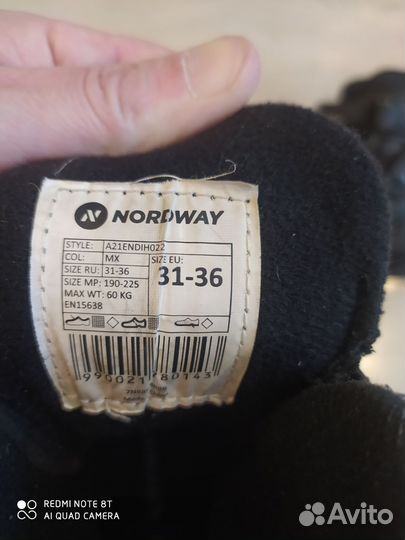 NORDWAY
STYLE: A21ENDIH022
COL: MX SIZE EU:
SIZE RU: 31-36 31-36
SIZE MP: 190-225
MAX WT: 60 KG
EN15638
REDMI NOTE 8T
AI QUAD CAMERA
Avito